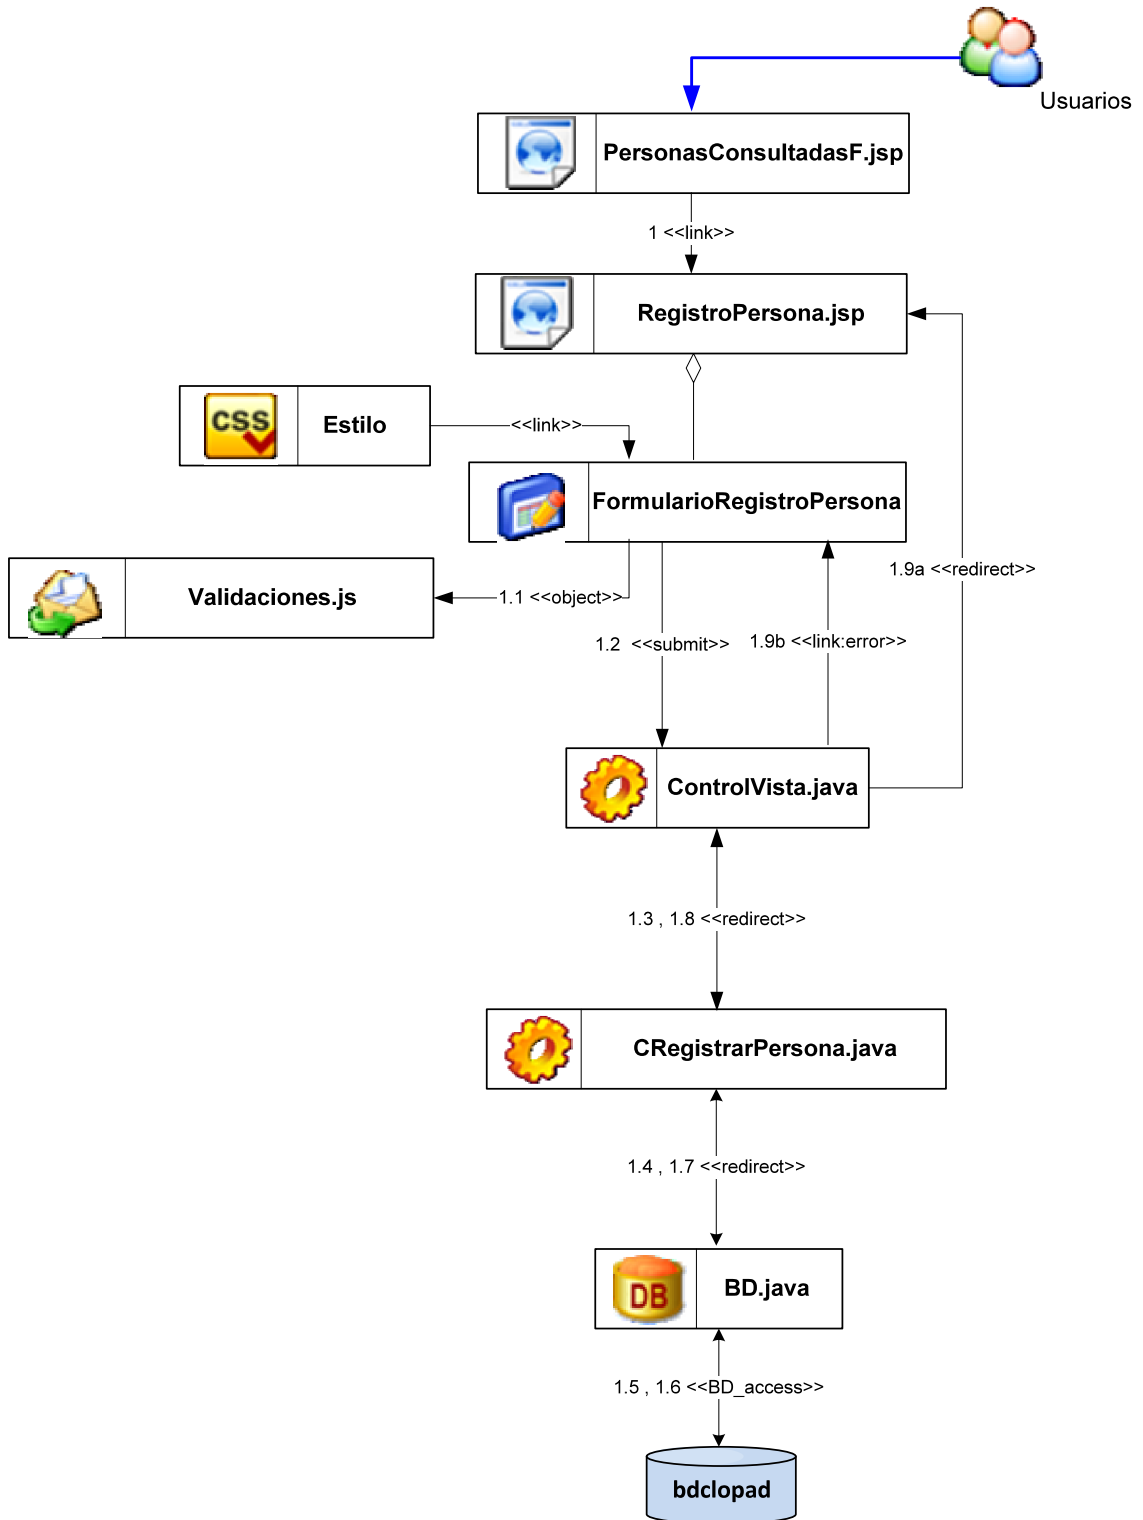 Usuarios
PersonasConsultadasF.jsp
1 <<link>>
RegistroPersona.jsp
CSS
Estilo
<<link>>
FormularioRegistroPersona
1.9a <<redirect>>
Validaciones.js
1.1 <<object>>
1.2 <<submit>>
1.9b <<link:error>>
ControlVista.java
1.3 , 1.8 <<redirect>>
CRegistrarPersona.java
1.4 , 1.7 <<redirect>>
DB
BD.java
1.5 , 1.6 <<BD_access>>
bdclopad